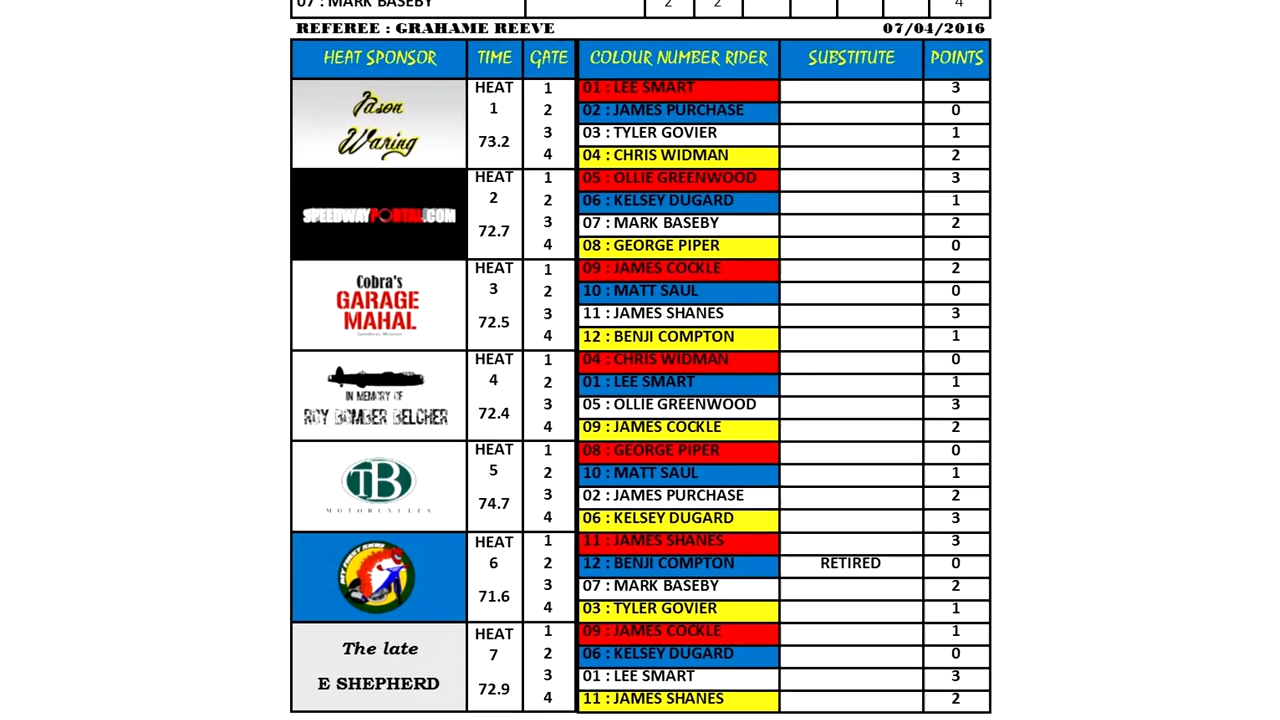 07 : MARK BASEBY 2 2 4
REFEREE : GRAHAME REEVE 07/04/2016
HEAT SPONSOR TIME GATE COLOUR NUMBER RIDER SUBSTITUTE POINTS
Jason Waring
HEAT 1 73.2
1 01 : LEE SMART 3
2 02 : JAMES PURCHASE 0
3 03 : TYLER GOVIER 1
4 04 : CHRIS WIDMAN 2
SPEEDWAYPORTAL.COM
HEAT 2 72.7
1 05 : OLLIE GREENWOOD 3
2 06 : KELSEY DUGARD 1
3 07 : MARK BASEBY 2
4 08 : GEORGE PIPER 0
Cobra's
GARAGE
MAHAL
HEAT 3 72.5
1 09 : JAMES COCKLE 2
2 10 : MATT SAUL 0
3 11 : JAMES SHANES 3
4 12 : BENJI COMPTON 1
IN MEMORY OF
ROY BOMBER BELCHER
HEAT 4 72.4
1 04 : CHRIS WIDMAN 0
2 01 : LEE SMART 1
3 05 : OLLIE GREENWOOD 3
4 09 : JAMES COCKLE 2
TB
MOTORCYCLES
HEAT 5 74.7
1 08 : GEORGE PIPER 0
2 10 : MATT SAUL 1
3 02 : JAMES PURCHASE 2
4 06 : KELSEY DUGARD 3
HEAT 6 71.6
1 11 : JAMES SHANES 3
2 12 : BENJI COMPTON RETIRED 0
3 07 : MARK BASEBY 2
4 03 : TYLER GOVIER 1
The late
E SHEPHERD
HEAT 7 72.9
1 09 : JAMES COCKLE 1
2 06 : KELSEY DUGARD 0
3 01 : LEE SMART 3
4 11 : JAMES SHANES 2